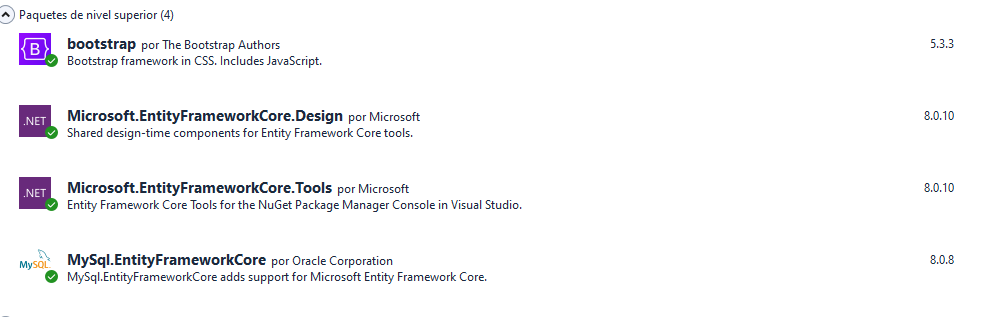 Paquetes de nivel superior (4)
bootstrap por The Bootstrap Authors 5.3.3
Bootstrap framework in CSS. Includes JavaScript.
.NET Microsoft.EntityFrameworkCore.Design por Microsoft 8.0.10
Shared design-time components for Entity Framework Core tools.
.NET Microsoft.EntityFrameworkCore.Tools por Microsoft 8.0.10
Entity Framework Core Tools for the NuGet Package Manager Console in Visual Studio.
MySQL MySql.EntityFrameworkCore por Oracle Corporation 8.0.8
MySql.EntityFrameworkCore adds support for Microsoft Entity Framework Core.